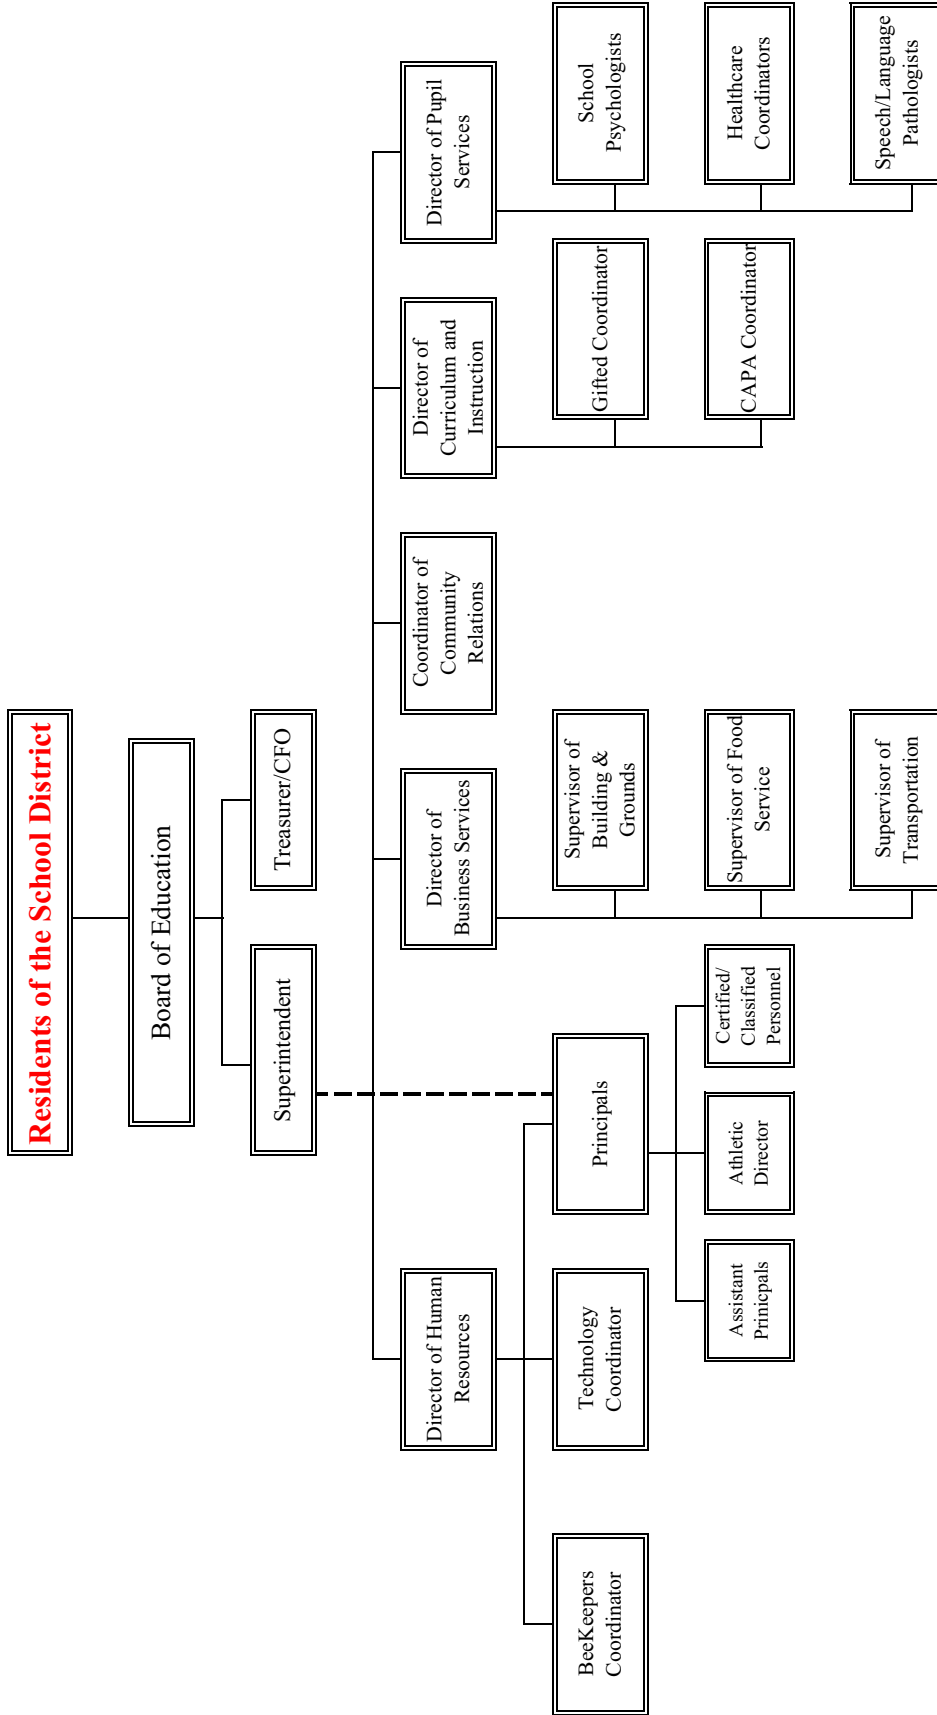 Residents of the School District
Board of Education
Superintendent
Treasurer/CFO
Director of Human
Resources
Director of
Business Services
Coordinator of
Community
Relations
Director of
Curriculum and
Instruction
Director of Pupil
Services
BeeKeepers
Coordinator
Technology
Coordinator
Principals
Supervisor of
Building &
Grounds
Gifted Coordinator
School
Psychologists
Assistant
Prinicpals
Athletic
Director
Certified/
Classified
Personnel
Supervisor of Food
Service
CAPA Coordinator
Healthcare
Coordinators
Supervisor of
Transportation
Speech/Language
Pathologists